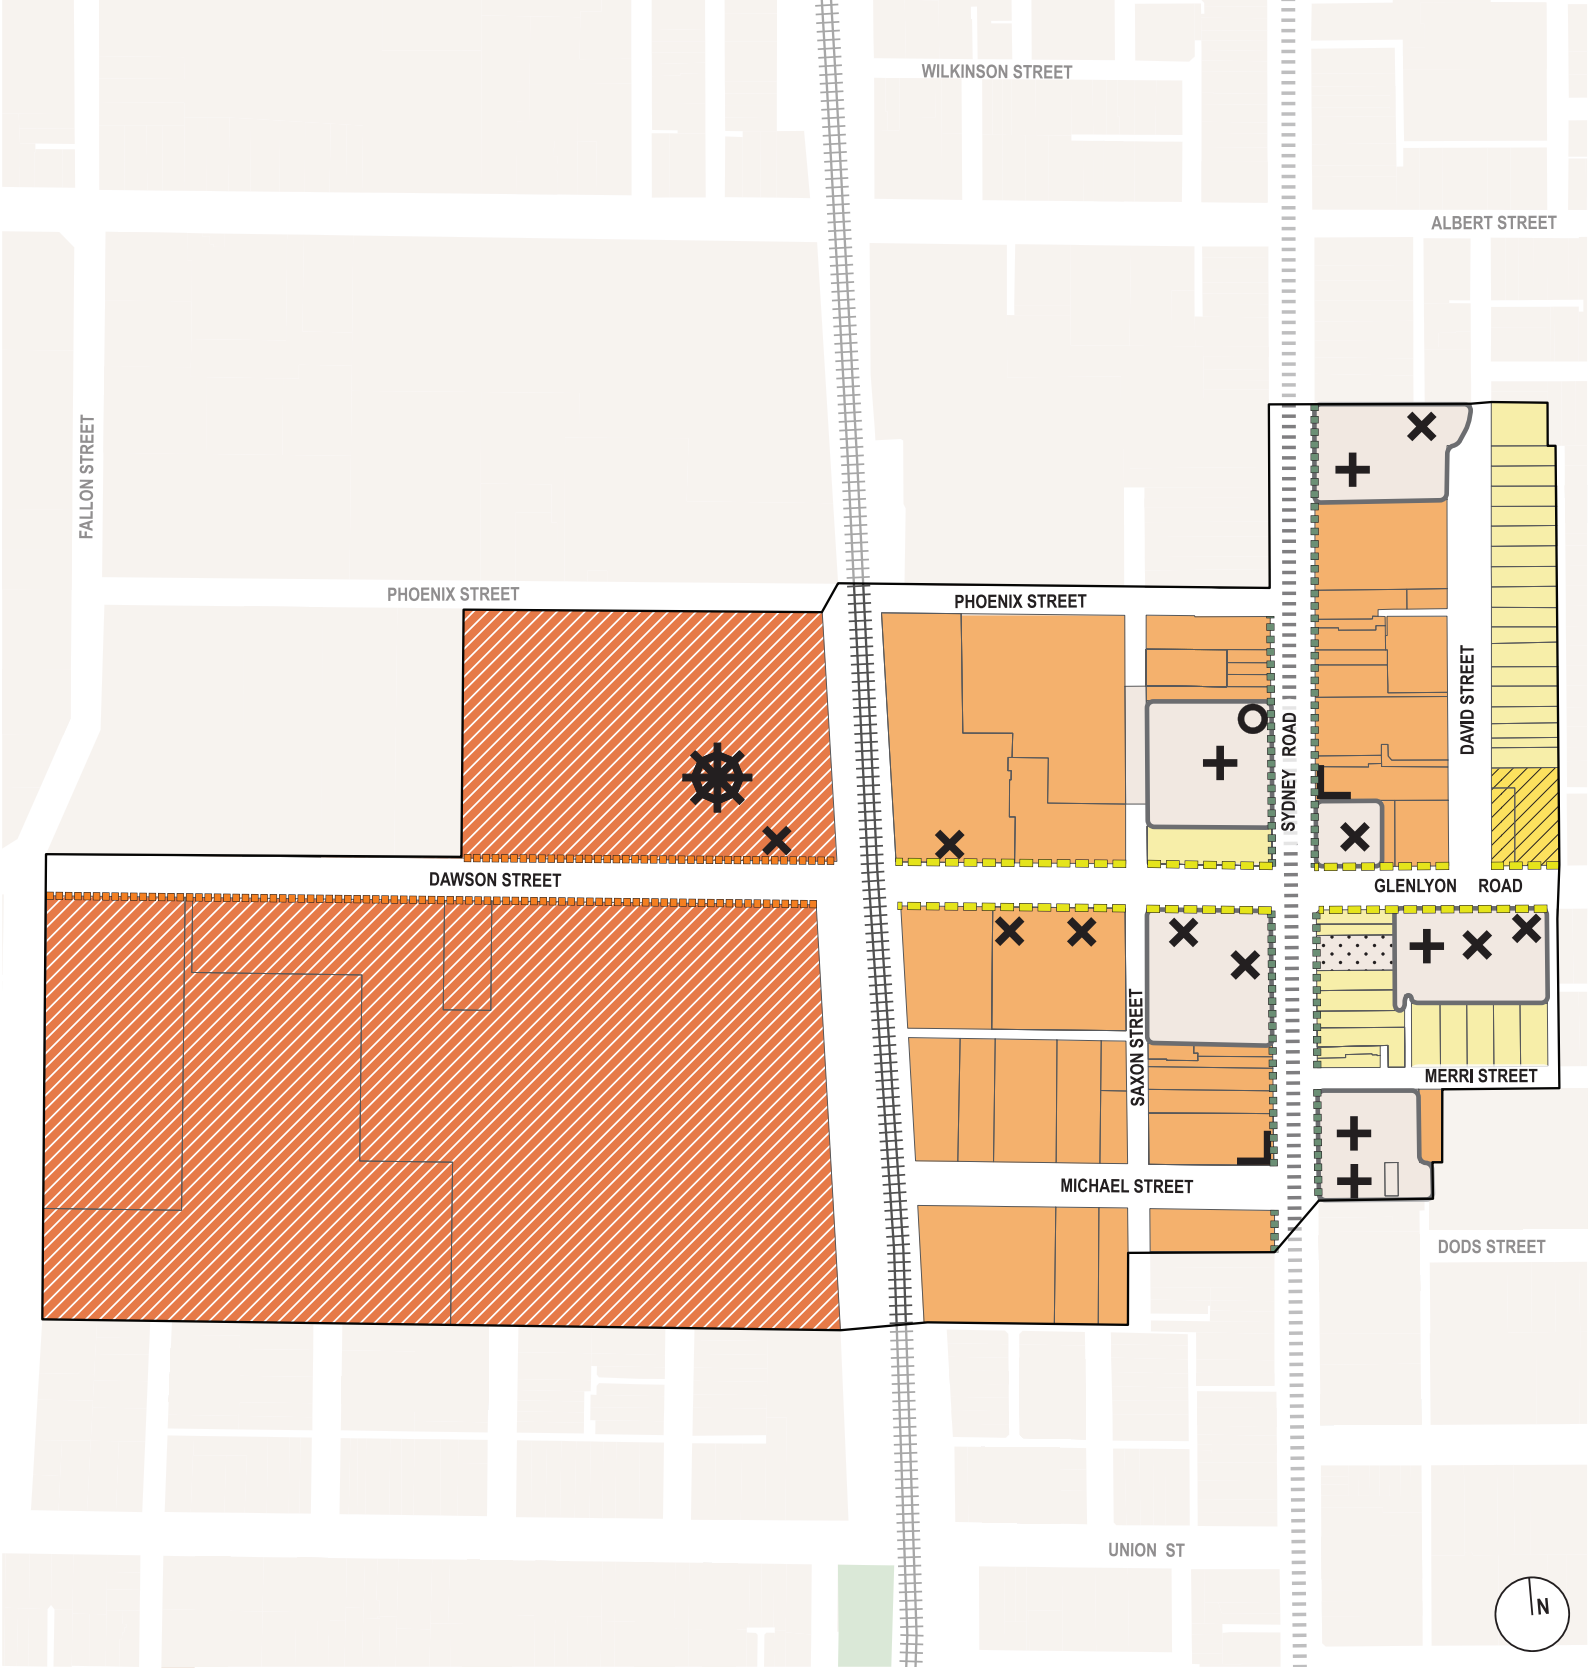 WILKINSON STREET
ALBERT STREET
FALLON STREET
PHOENIX STREET
PHOENIX STREET
DAVID STREET
SYDNEY ROAD
DAWSON STREET
GLENLYON ROAD
SAXON STREET
MERRI STREET
MICHAEL STREET
DODS STREET
UNION ST
N